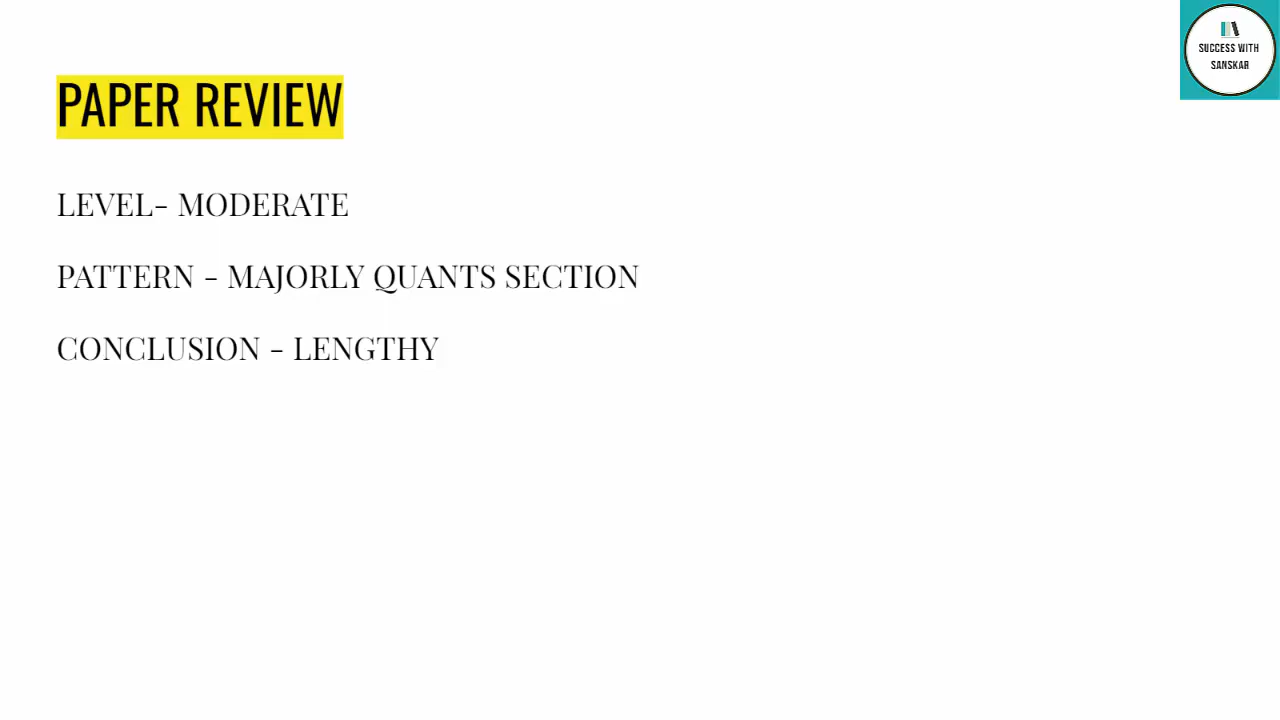 SUCCESS WITH
SANSKAR
PAPER REVIEW
LEVEL- MODERATE
PATTERN - MAJORLY QUANTS SECTION
CONCLUSION - LENGTHY